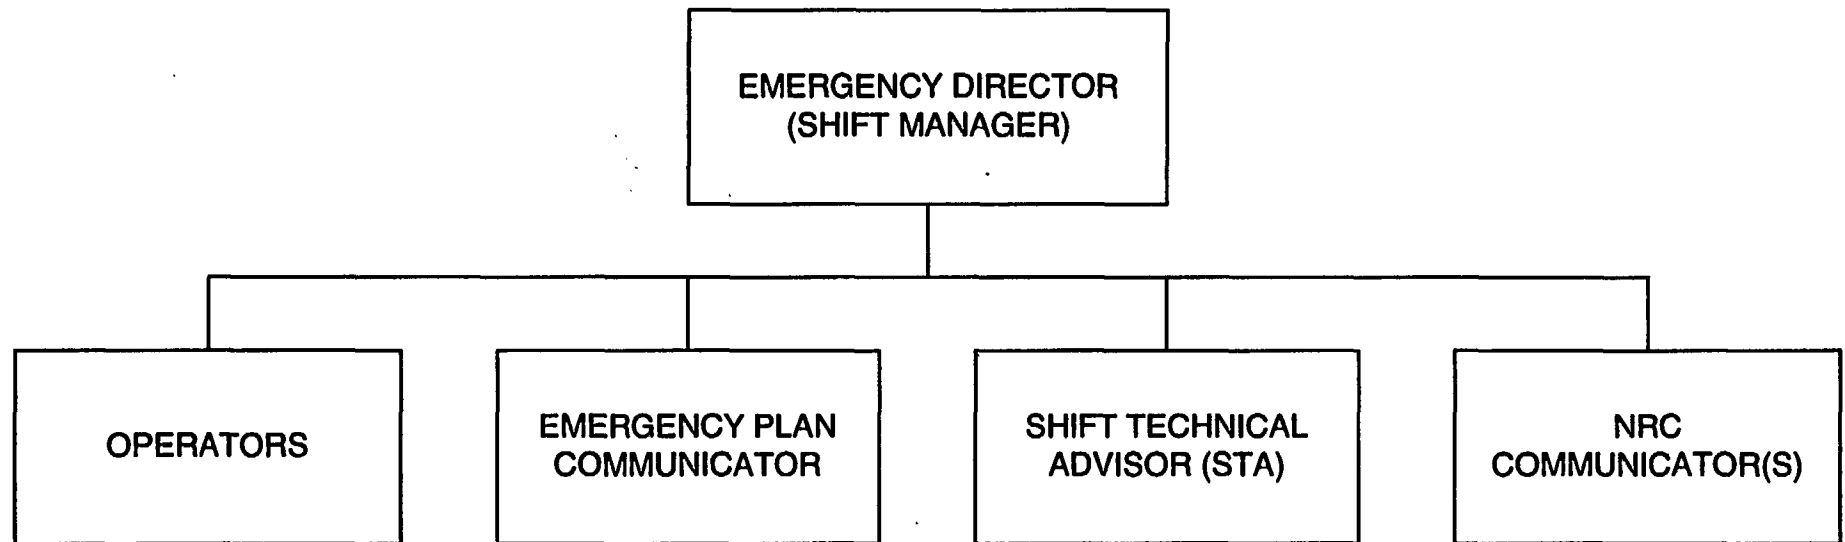 EMERGENCY DIRECTOR
(SHIFT MANAGER)
OPERATORS
EMERGENCY PLAN
COMMUNICATOR
SHIFT TECHNICAL
ADVISOR (STA)
NRC
COMMUNICATOR(S)